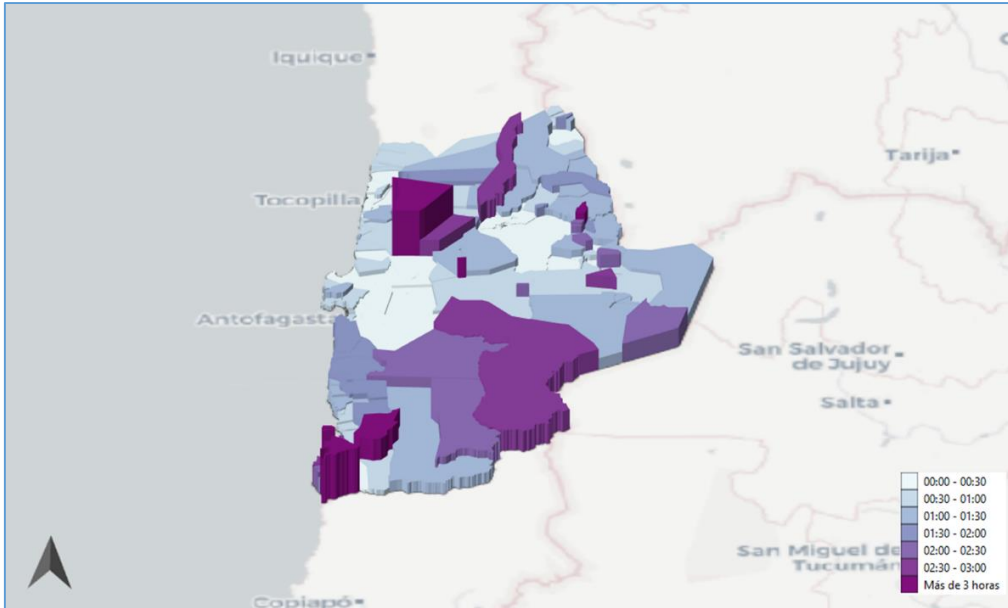 Iquique
Tarija
Tocopilla
Antofagasta
San Salvador
de Jujuy
Salta
00:00 - 00:30
00:30 - 01:00
01:00 - 01:30
01:30 - 02:00
02:00 - 02:30
02:30 - 03:00
Más de 3 horas
San Miguel de
Tucumán
Copiapó